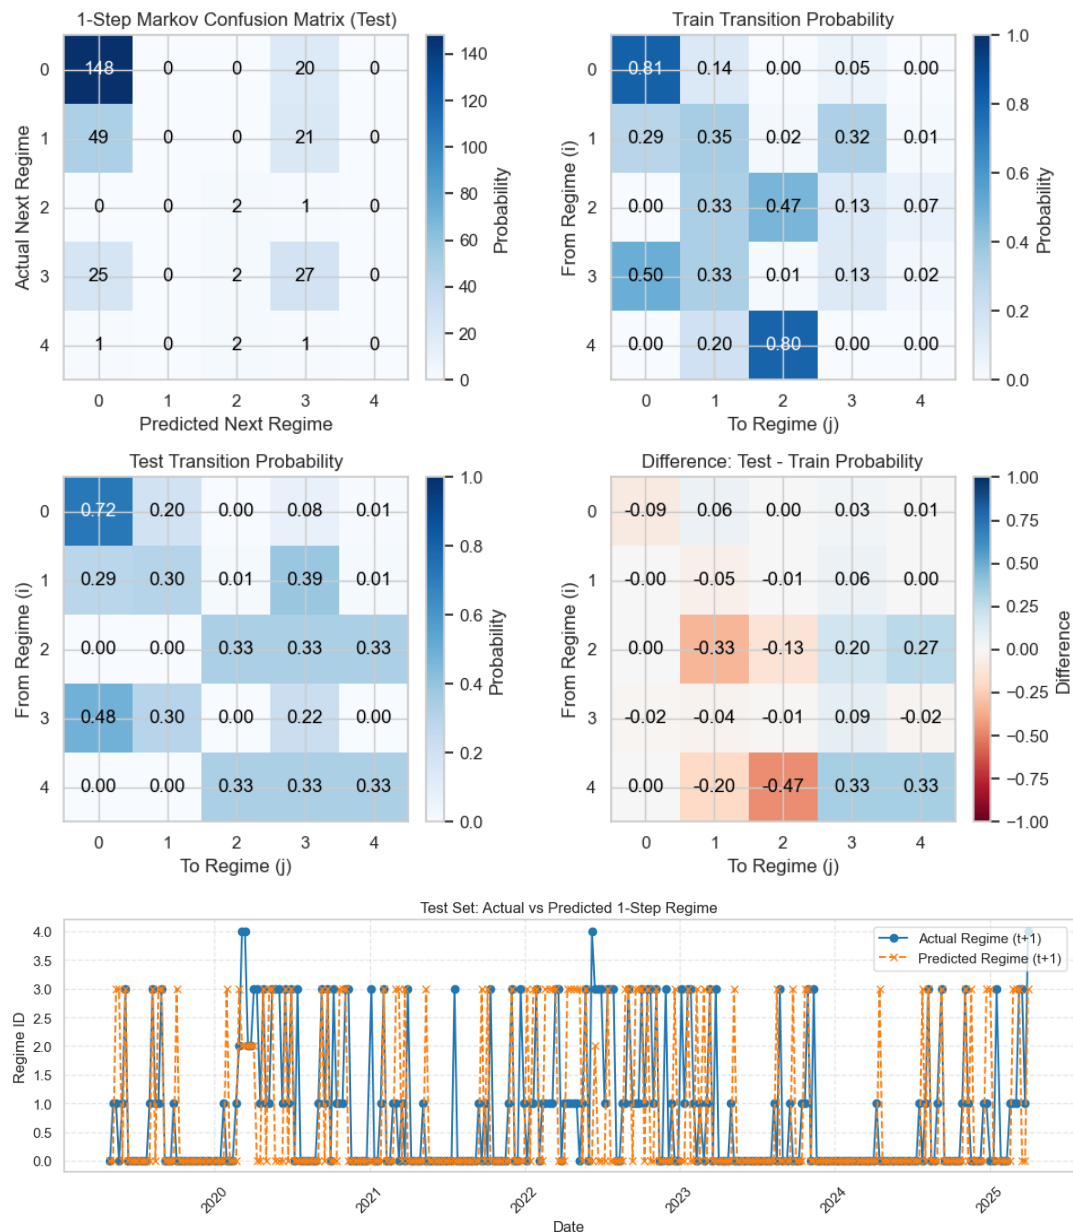 1-Step Markov Confusion Matrix (Test)
Train Transition Probability
Actual Next Regime
0
1
2
3
4
148 0 0 20 0
49 0 0 21 0
0 0 2 1 0
25 0 2 27 0
1 0 2 1 0
0 1 2 3 4
Predicted Next Regime
140
120
100
80
60
40
20
0
Probability
From Regime (i)
0
1
2
3
4
0.81 0.14 0.00 0.05 0.00
0.29 0.35 0.02 0.32 0.01
0.00 0.33 0.47 0.13 0.07
0.50 0.33 0.01 0.13 0.02
0.00 0.20 0.80 0.00 0.00
0 1 2 3 4
To Regime (j)
1.0
0.8
0.6
0.4
0.2
0.0
Probability
Test Transition Probability
Difference: Test - Train Probability
From Regime (i)
0
1
2
3
4
0.72 0.20 0.00 0.08 0.01
0.29 0.30 0.01 0.39 0.01
0.00 0.00 0.33 0.33 0.33
0.48 0.30 0.00 0.22 0.00
0.00 0.00 0.33 0.33 0.33
0 1 2 3 4
To Regime (j)
1.0
0.8
0.6
0.4
0.2
0.0
Probability
From Regime (i)
0
1
2
3
4
-0.09 0.06 0.00 0.03 0.01
-0.00 -0.05 -0.01 0.06 0.00
0.00 -0.33 -0.13 0.20 0.27
-0.02 -0.04 -0.01 0.09 -0.02
0.00 -0.20 -0.47 0.33 0.33
0 1 2 3 4
To Regime (j)
1.00
0.75
0.50
0.25
0.00
−0.25
−0.50
−0.75
−1.00
Difference
Test Set: Actual vs Predicted 1-Step Regime
Actual Regime (t+1)
Predicted Regime (t+1)
Regime ID
4.0
3.5
3.0
2.5
2.0
1.5
1.0
0.5
0.0
2020 2021 2022 2023 2024 2025
Date